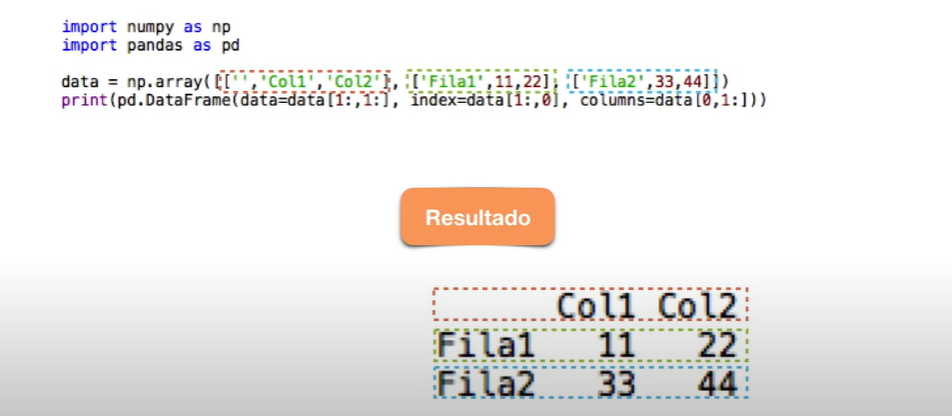 import numpy as np
import pandas as pd
data = np.array([['','Col1','Col2'], ['Fila1',11,22], ['Fila2',33,44]])
print(pd.DataFrame(data=data[1:,1:], index=data[1:,0], columns=data[0,1:]))
Resultado
Col1 Col2
Fila1 11 22
Fila2 33 44